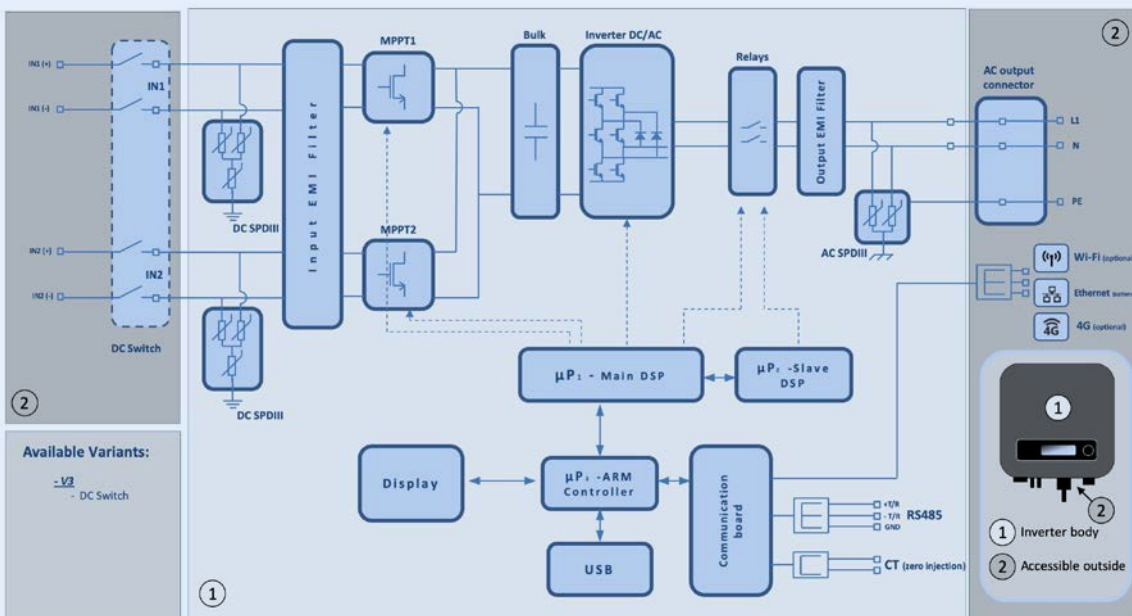 2
IN1 (+)
IN1 (-)
IN2 (+)
IN2 (-)
IN1
IN2
DC Switch
2
Available Variants:
- V3
- DC Switch
DC SPDIII
DC SPDIII
Input EMI Filter
MPPT1
MPPT2
Bulk
Inverter DC/AC
Relays
Output EMI Filter
AC SPDIII
AC output
connector
L1
N
PE
Wi-Fi (optional)
Ethernet
4G
4G (optional)
µP1 - Main DSP
µP2 -Slave
DSP
µP3 -ARM
Controller
Display
USB
Communication
board
+T/R
- T/R
GND
RS485
CT (zero injection)
1
1
2
1 Inverter body
2 Accessible outside